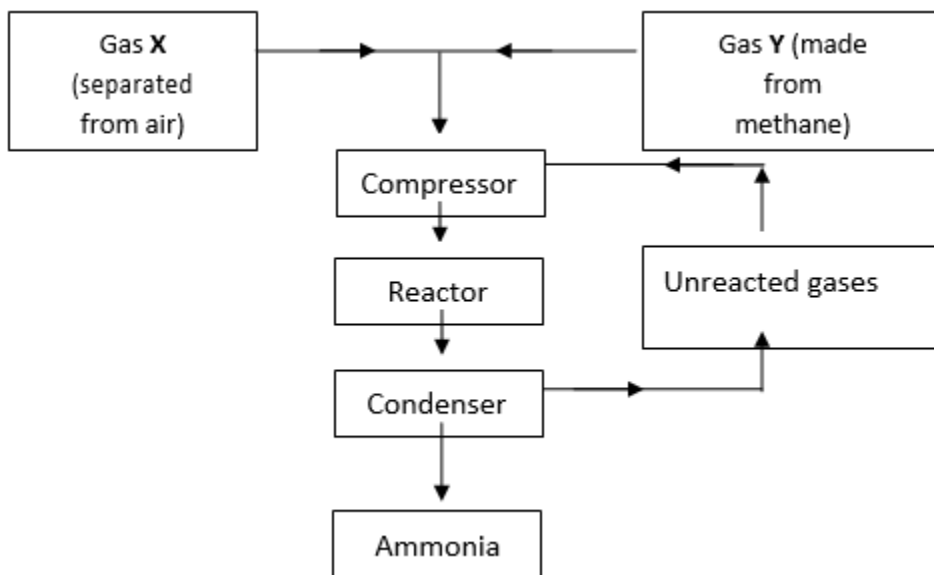 Gas X
(separated
from air)
Gas Y (made
from
methane)
Compressor
Reactor
Unreacted gases
Condenser
Ammonia